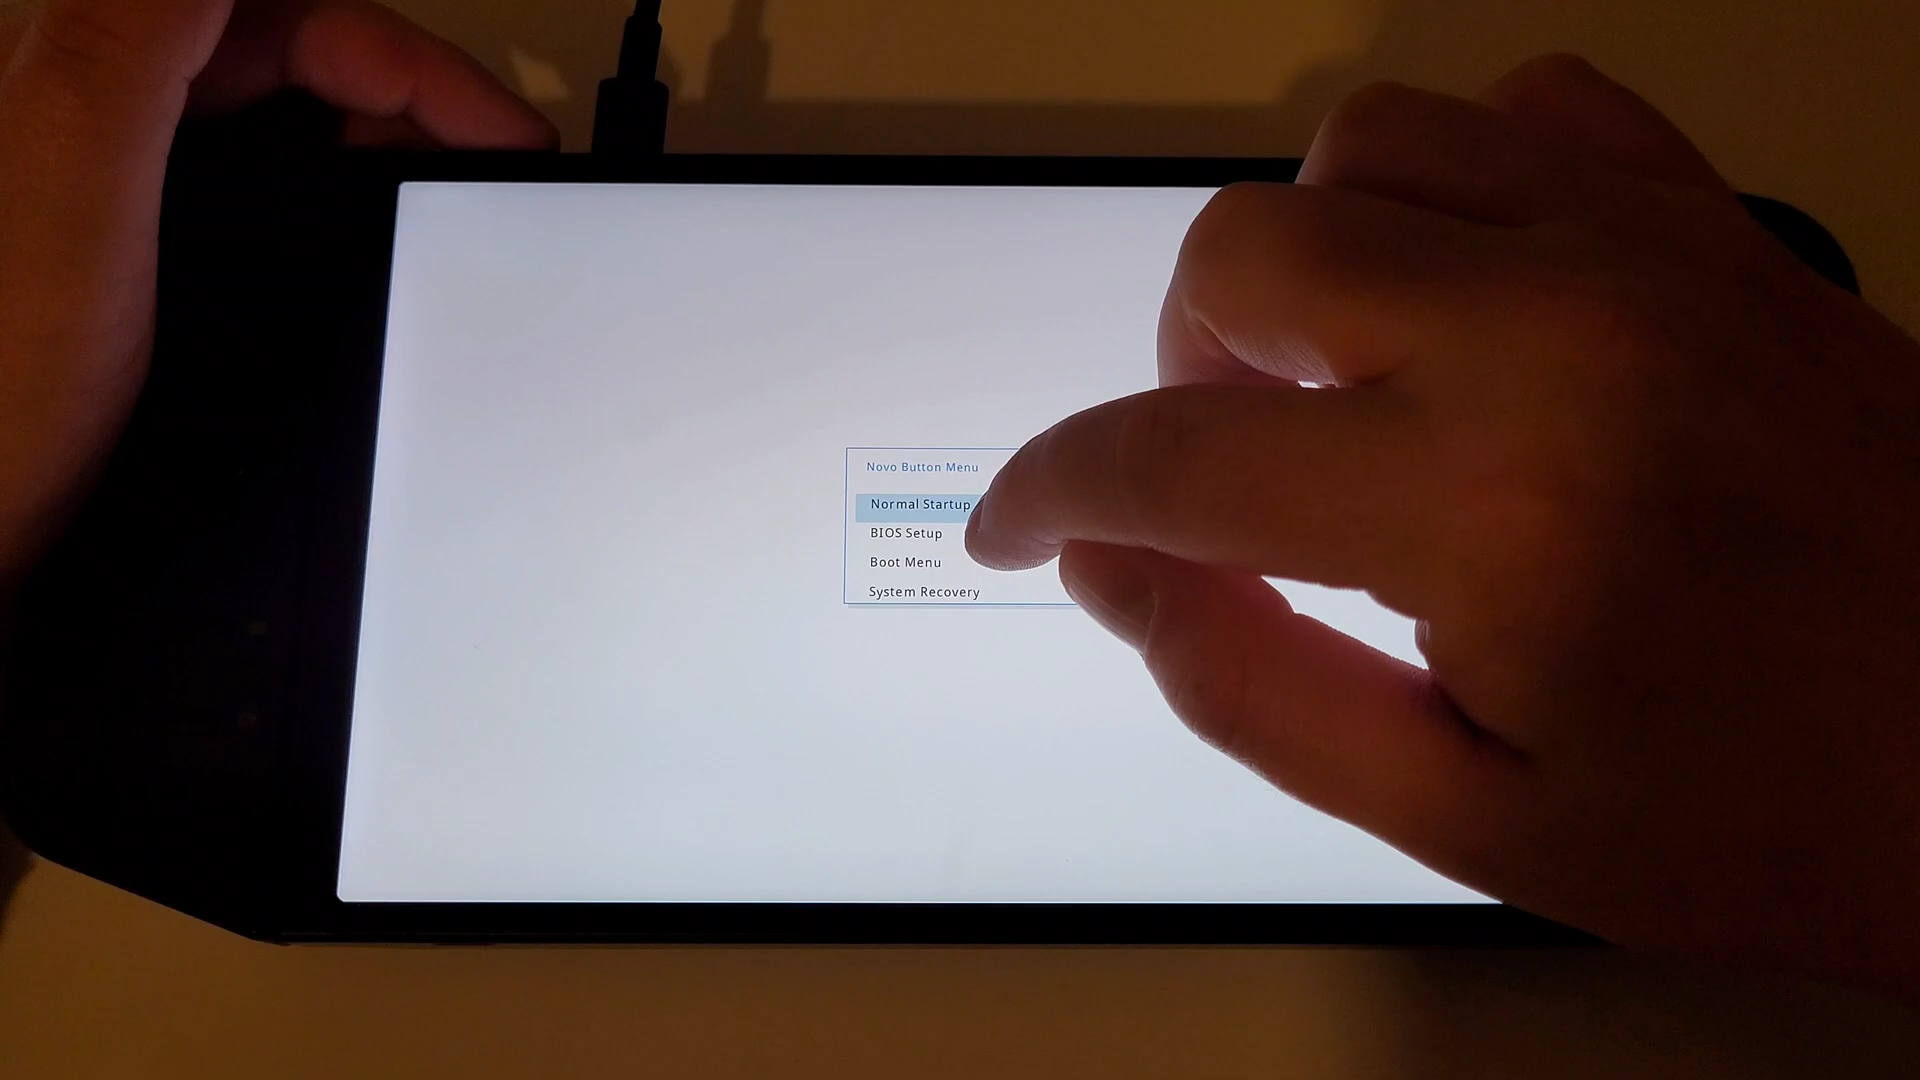 Novo Button Menu
Normal Startup
BIOS Setup
Boot Menu
System Recovery